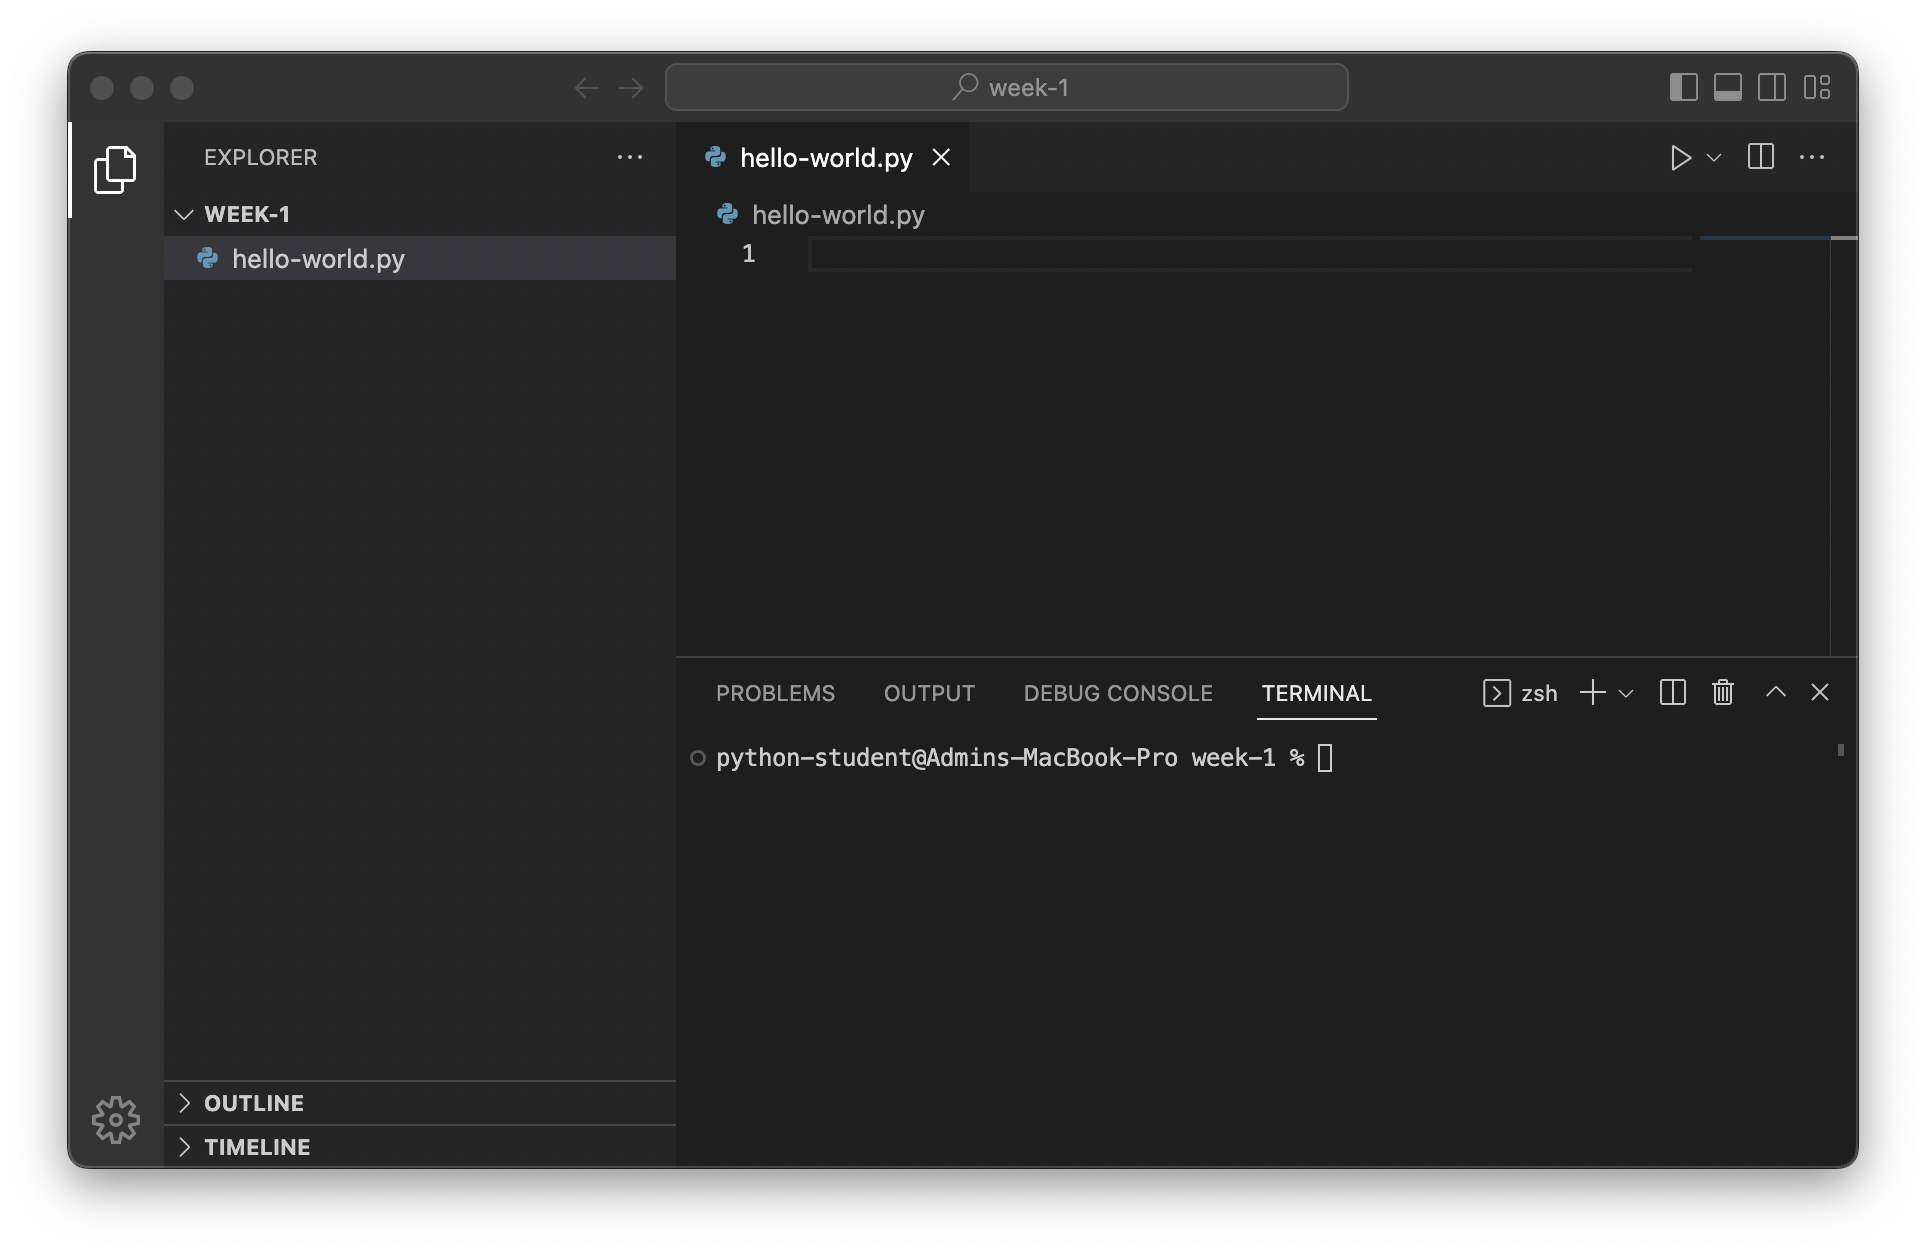 week-1
EXPLORER
WEEK-1
hello-world.py
OUTLINE
TIMELINE
hello-world.py
hello-world.py
1
PROBLEMS OUTPUT DEBUG CONSOLE TERMINAL zsh
python-student@Admins-MacBook-Pro week-1 %